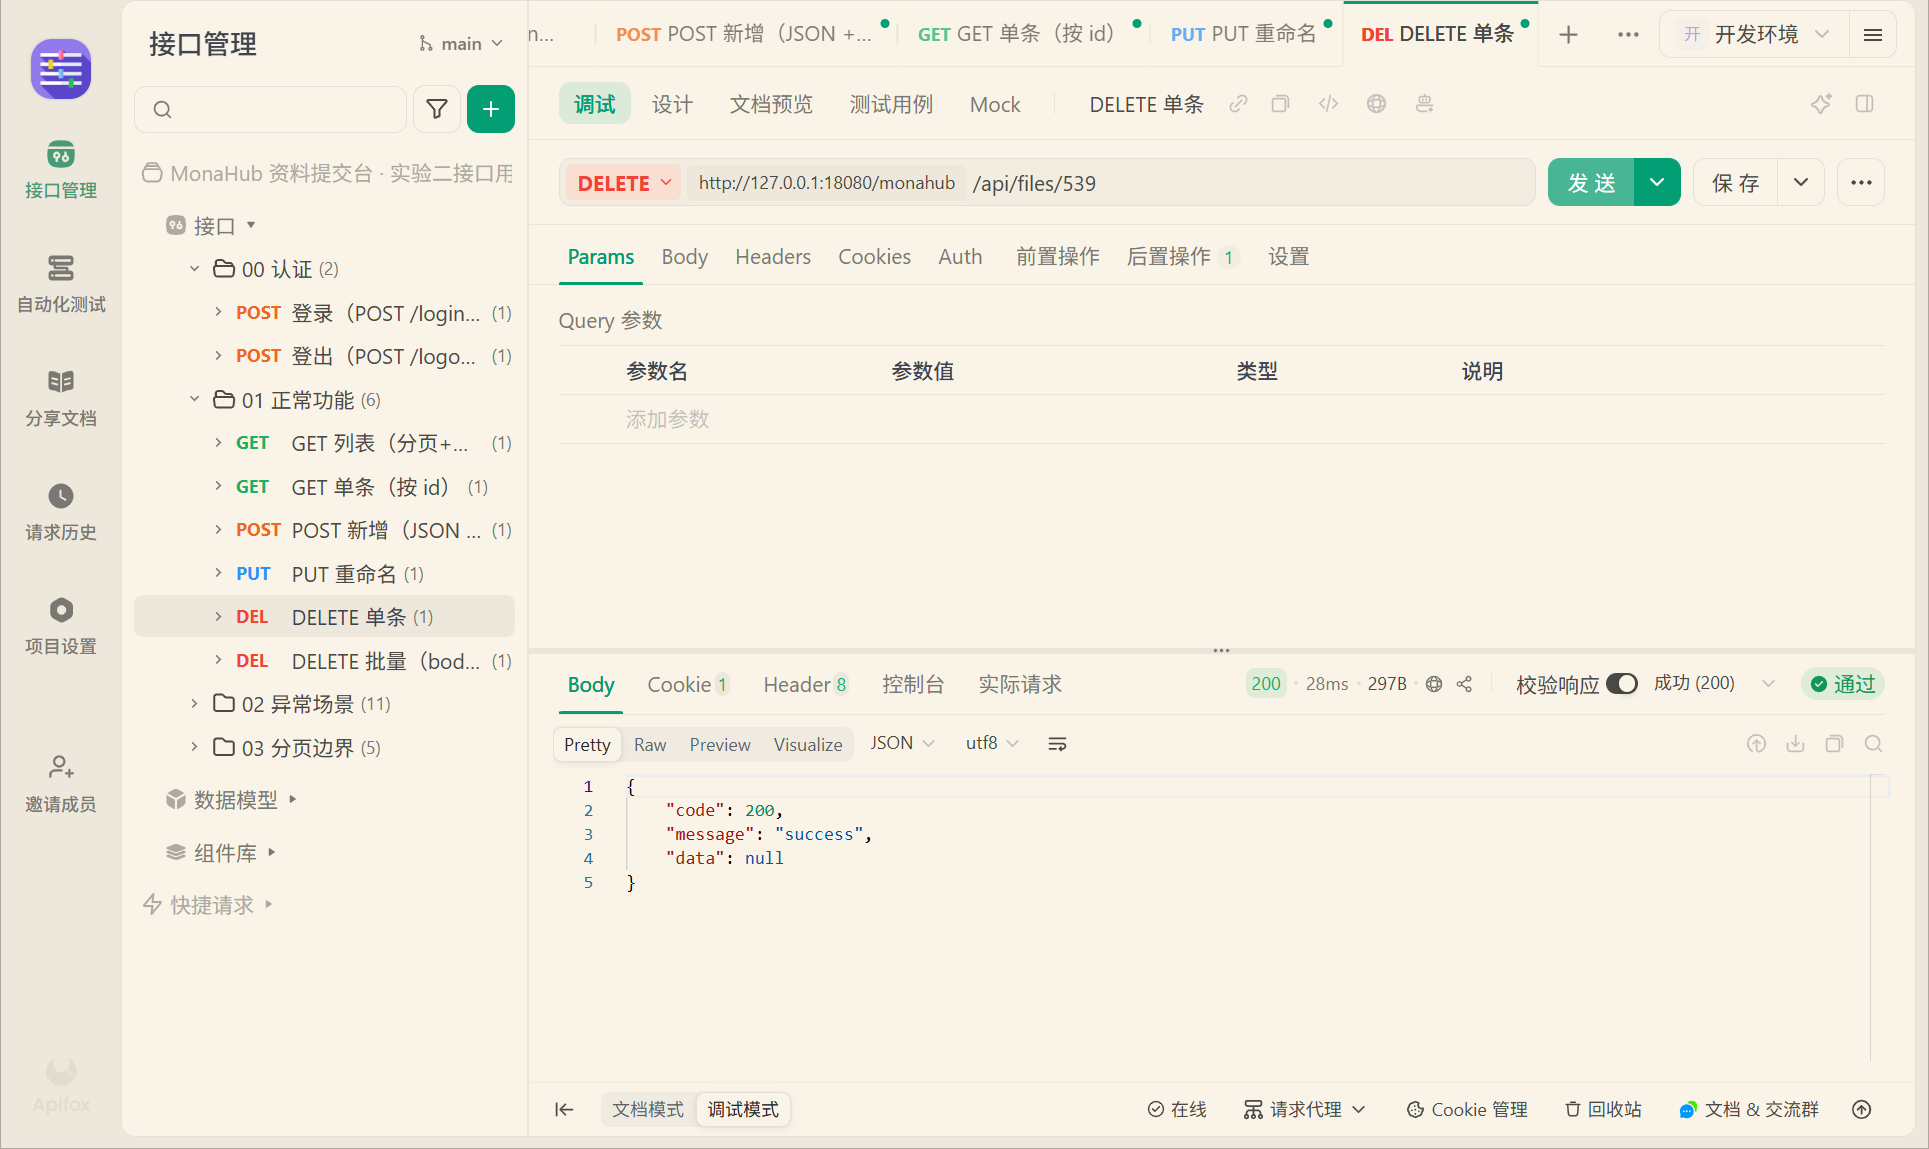 接口管理
自动化测试
分享文档
请求历史
项目设置
邀请成员
Apifox
接口管理
main
MonaHub 资料提交台 · 实验二接口用
接口
00 认证 (2)
POST 登录（POST /login... (1)
POST 登出（POST /logo... (1)
01 正常功能 (6)
GET GET 列表（分页+... (1)
GET GET 单条（按 id） (1)
POST POST 新增（JSON ... (1)
PUT PUT 重命名 (1)
DEL DELETE 单条 (1)
DEL DELETE 批量（bod... (1)
02 异常场景 (11)
03 分页边界 (5)
数据模型
组件库
快捷请求
n...
POST POST 新增（JSON +...
GET GET 单条（按 id）
PUT PUT 重命名
DEL DELETE 单条
开 开发环境
调试 设计 文档预览 测试用例 Mock DELETE 单条
DELETE http://127.0.0.1:18080/monahub /api/files/539 发 送 保 存
Params Body Headers Cookies Auth 前置操作 后置操作 1 设置
Query 参数
参数名 参数值 类型 说明
添加参数
Body Cookie 1 Header 8 控制台 实际请求 200 · 28ms · 297B 校验响应 成功 (200) 通过
Pretty Raw Preview Visualize JSON utf8
1 {
2 "code": 200,
3 "message": "success",
4 "data": null
5 }
文档模式 调试模式 在线 请求代理 Cookie 管理 回收站 文档 & 交流群